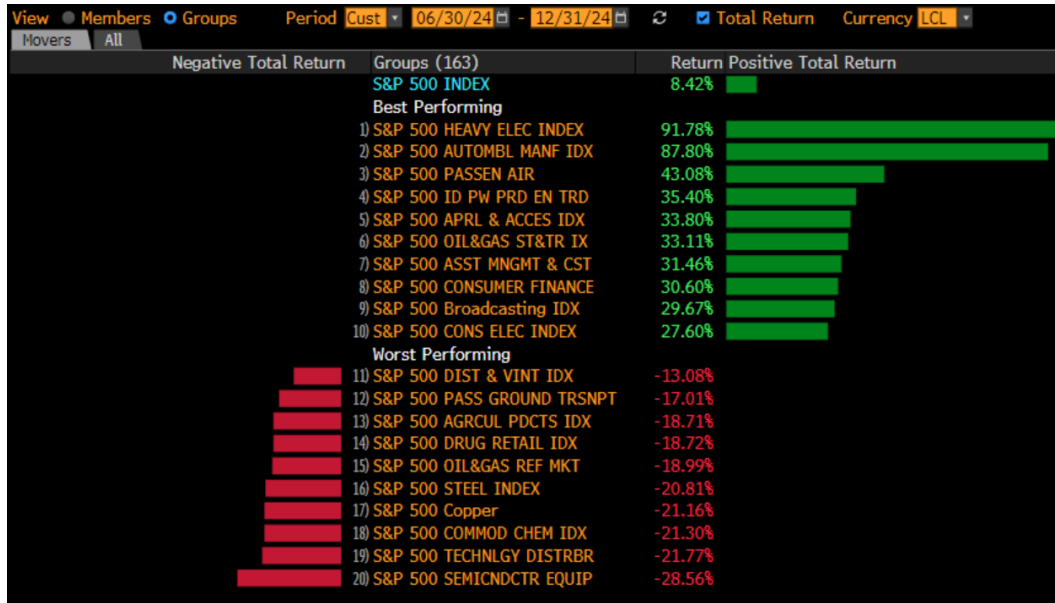 View Members Groups Period Cust 06/30/24 - 12/31/24 Total Return Currency LCL
Movers All
Negative Total Return Groups (163) Return Positive Total Return
S&P 500 INDEX 8.42%
Best Performing
1) S&P 500 HEAVY ELEC INDEX 91.78%
2) S&P 500 AUTOMBL MANF IDX 87.80%
3) S&P 500 PASSEN AIR 43.08%
4) S&P 500 ID PW PRD EN TRD 35.40%
5) S&P 500 APRL & ACCES IDX 33.80%
6) S&P 500 OIL&GAS ST&TR IX 33.11%
7) S&P 500 ASST MNGMT & CST 31.46%
8) S&P 500 CONSUMER FINANCE 30.60%
9) S&P 500 Broadcasting IDX 29.67%
10) S&P 500 CONS ELEC INDEX 27.60%
Worst Performing
11) S&P 500 DIST & VINT IDX -13.08%
12) S&P 500 PASS GROUND TRSNPT -17.01%
13) S&P 500 AGRCUL PDCTS IDX -18.71%
14) S&P 500 DRUG RETAIL IDX -18.72%
15) S&P 500 OIL&GAS REF MKT -18.99%
16) S&P 500 STEEL INDEX -20.81%
17) S&P 500 Copper -21.16%
18) S&P 500 COMMOD CHEM IDX -21.30%
19) S&P 500 TECHNLGY DISTRBR -21.77%
20) S&P 500 SEMICNDCTR EQUIP -28.56%